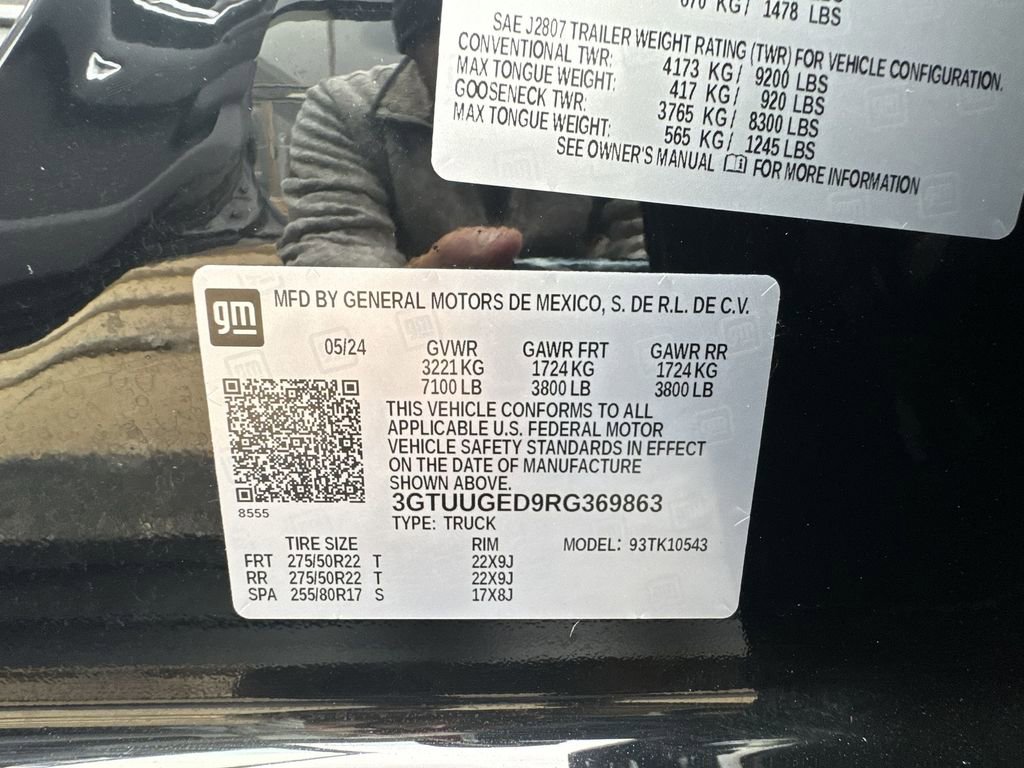 670 KG/ 1478 LBS
SAE J2807 TRAILER WEIGHT RATING (TWR) FOR VEHICLE CONFIGURATION.
CONVENTIONAL TWR: 4173 KG/ 9200 LBS
MAX TONGUE WEIGHT: 417 KG/ 920 LBS
GOOSENECK TWR: 3765 KG/ 8300 LBS
MAX TONGUE WEIGHT: 565 KG/ 1245 LBS
SEE OWNER'S MANUAL FOR MORE INFORMATION
gm MFD BY GENERAL MOTORS DE MEXICO, S. DE R.L. DE C.V.
05/24 GVWR GAWR FRT GAWR RR
3221 KG 1724 KG 1724 KG
7100 LB 3800 LB 3800 LB
THIS VEHICLE CONFORMS TO ALL
APPLICABLE U.S. FEDERAL MOTOR
VEHICLE SAFETY STANDARDS IN EFFECT
ON THE DATE OF MANUFACTURE
SHOWN ABOVE.
3GTUUGED9RG369863
8555
TYPE: TRUCK
TIRE SIZE RIM MODEL: 93TK10543
FRT 275/50R22 T 22X9J
RR 275/50R22 T 22X9J
SPA 255/80R17 S 17X8J